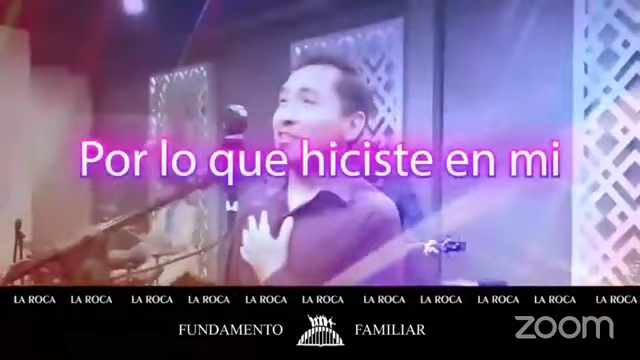 Por lo que hiciste en mi
LA ROCA LA ROCA LA ROCA LA ROCA LA ROCA LA ROCA LA ROCA LA ROCA LA ROCA LA ROCA LA ROCA
FUNDAMENTO FAMILIAR
zoom